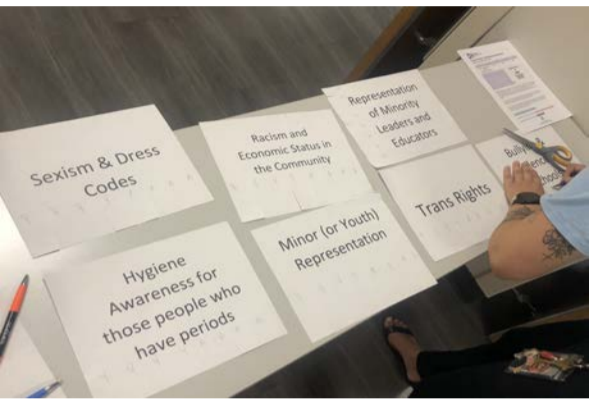 Sexism & Dress
Codes
Racism and
Economic Status in
the Community
Representation
of Minority
Leaders and
Educators
Hygiene
Awareness for
those people who
have periods
Minor (or Youth)
Representation
Trans Rights